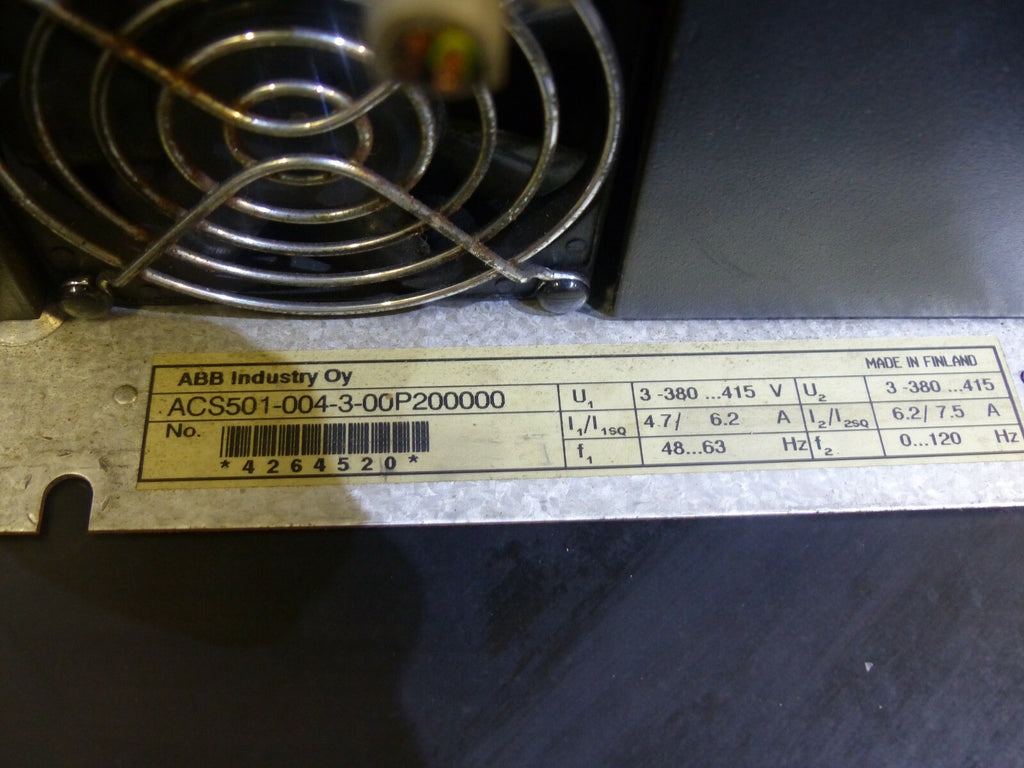 MADE IN FINLAND
ABB Industry Oy
ACS501-004-3-00P200000
No.
*4264520*
U1 3 -380 ...415 V U2 3 -380 ...415
I1/I1SQ 4.7/ 6.2 A I2/I2SQ 6.2/ 7.5 A
f1 48...63 Hz f2 0...120 Hz